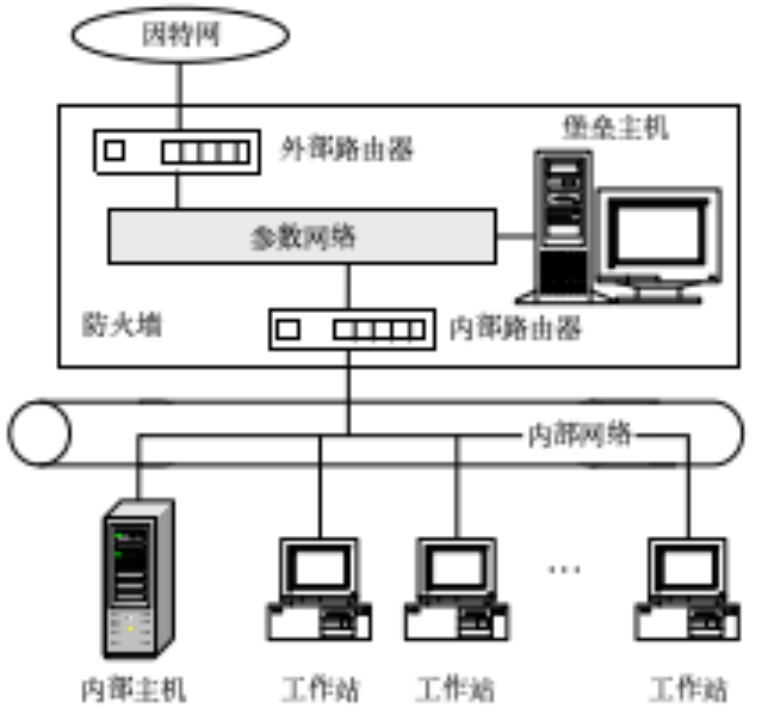 因特网
堡垒主机
外部路由器
参数网络
防火墙
内部路由器
内部网络
...
内部主机
工作站
工作站
工作站